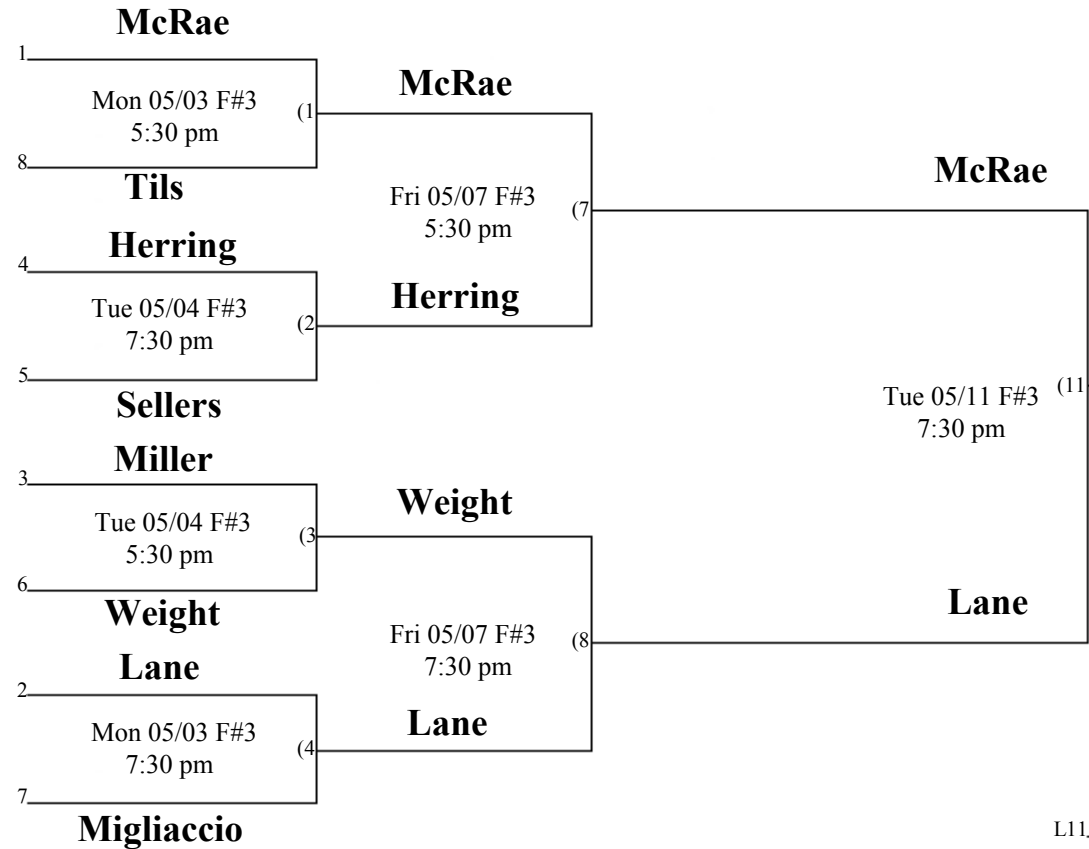 McRae
1
Mon 05/03 F#3
5:30 pm
(1
8
Tils
McRae
Herring
4
Tue 05/04 F#3
7:30 pm
(2
5
Sellers
Fri 05/07 F#3
5:30 pm
(7
Herring
McRae
Miller
3
Tue 05/04 F#3
5:30 pm
(3
6
Weight
Weight
Lane
2
Mon 05/03 F#3
7:30 pm
(4
7
Migliaccio
Fri 05/07 F#3
7:30 pm
(8
Lane
Tue 05/11 F#3
7:30 pm
(11
Lane
L11